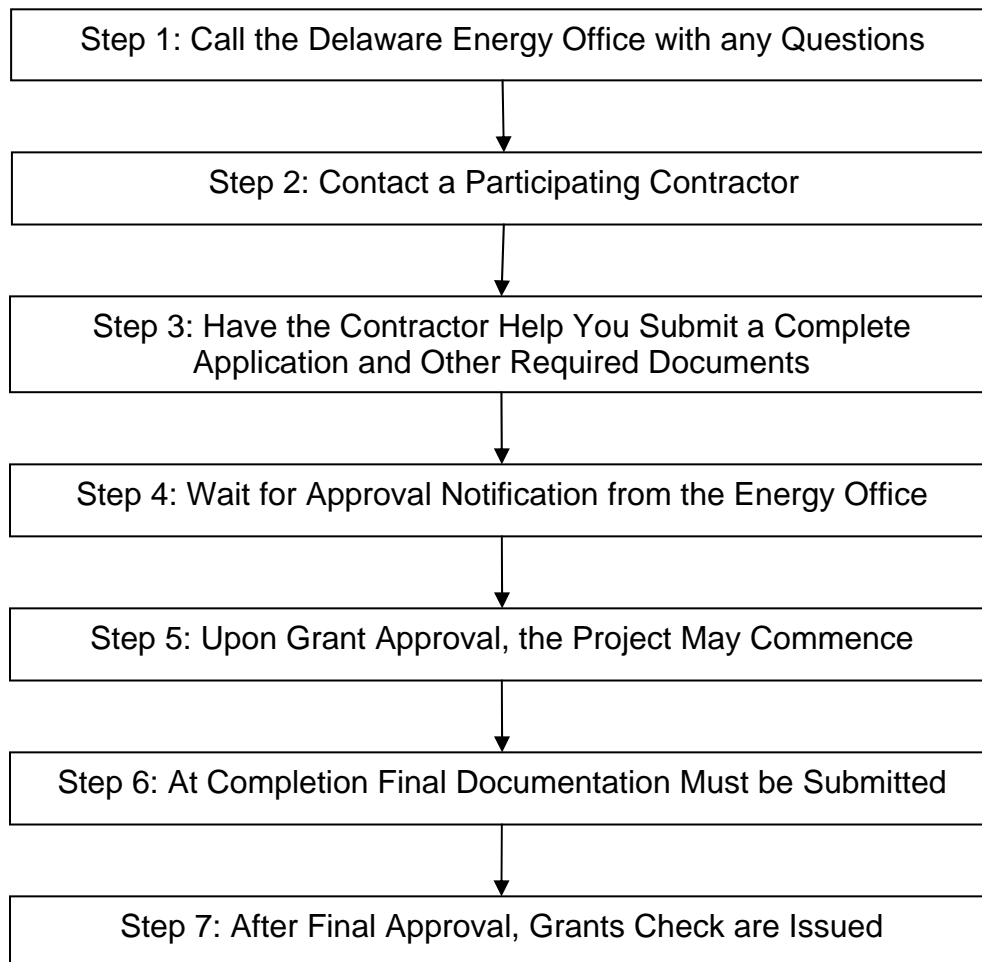 Step 1: Call the Delaware Energy Office with any Questions
Step 2: Contact a Participating Contractor
Step 3: Have the Contractor Help You Submit a Complete
Application and Other Required Documents
Step 4: Wait for Approval Notification from the Energy Office
Step 5: Upon Grant Approval, the Project May Commence
Step 6: At Completion Final Documentation Must be Submitted
Step 7: After Final Approval, Grants Check are Issued